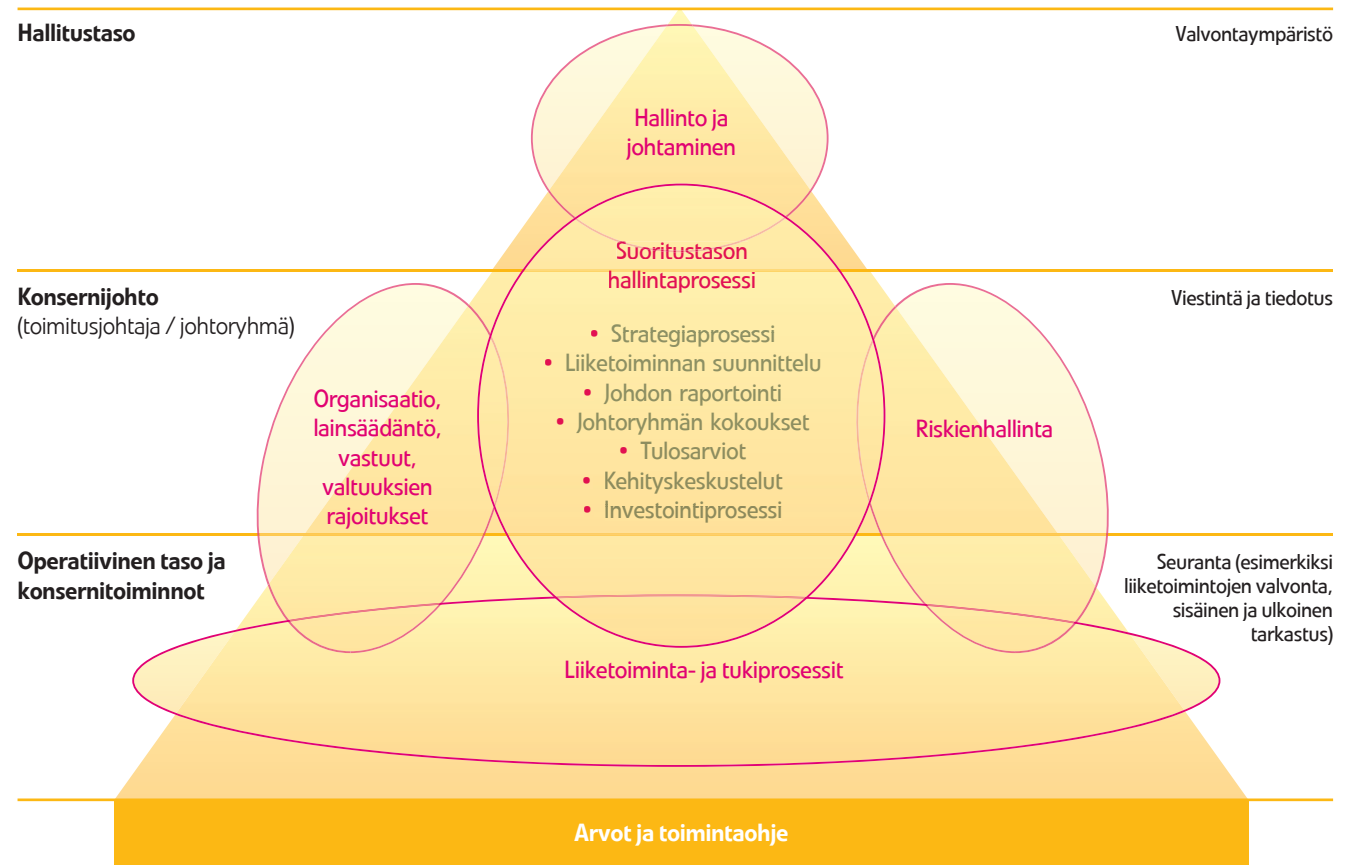 Hallitustaso
Valvontaympäristö
Hallinto ja
johtaminen
Suoritustason
hallintaprosessi
Konsernijohto
(toimitusjohtaja / johtoryhmä)
Viestintä ja tiedotus
• Strategiaprosessi
• Liiketoiminnan suunnittelu
• Johdon raportointi
• Johtoryhmän kokoukset
• Tulosarviot
• Kehityskeskustelut
• Investointiprosessi
Organisaatio,
lainsäädäntö,
vastuut,
valtuuksien
rajoitukset
Riskienhallinta
Operatiivinen taso ja
konsernitoiminnot
Seuranta (esimerkiksi
liiketoimintojen valvonta,
sisäinen ja ulkoinen
tarkastus)
Liiketoiminta- ja tukiprosessit
Arvot ja toimintaohje